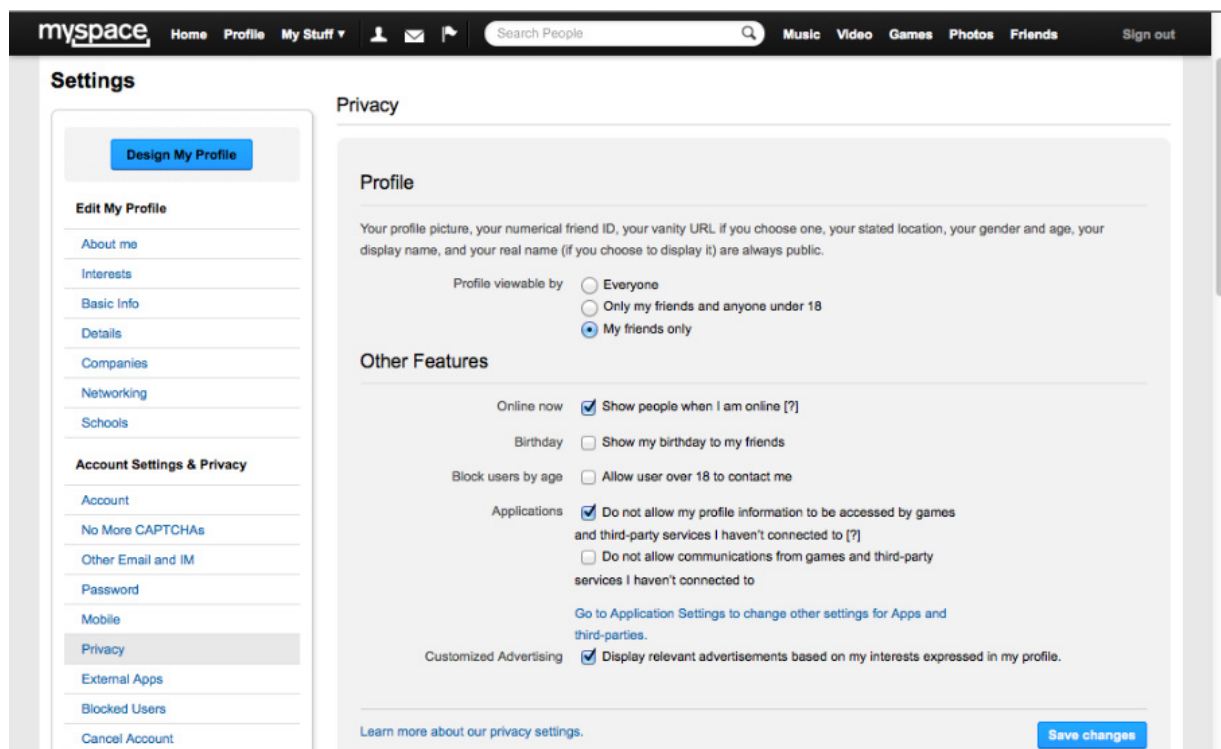 myspace Home Profile My Stuff ▾ Search People Music Video Games Photos Friends Sign out
Settings
Design My Profile
Edit My Profile
About me
Interests
Basic Info
Details
Companies
Networking
Schools
Account Settings & Privacy
Account
No More CAPTCHAs
Other Email and IM
Password
Mobile
Privacy
External Apps
Blocked Users
Cancel Account
Privacy
Profile
Your profile picture, your numerical friend ID, your vanity URL if you choose one, your stated location, your gender and age, your
display name, and your real name (if you choose to display it) are always public.
Profile viewable by Everyone
Only my friends and anyone under 18
My friends only
Other Features
Online now Show people when I am online [?]
Birthday Show my birthday to my friends
Block users by age Allow user over 18 to contact me
Applications Do not allow my profile information to be accessed by games
and third-party services I haven't connected to [?]
Do not allow communications from games and third-party
services I haven't connected to
Go to Application Settings to change other settings for Apps and
third-parties.
Customized Advertising Display relevant advertisements based on my interests expressed in my profile.
Learn more about our privacy settings.
Save changes